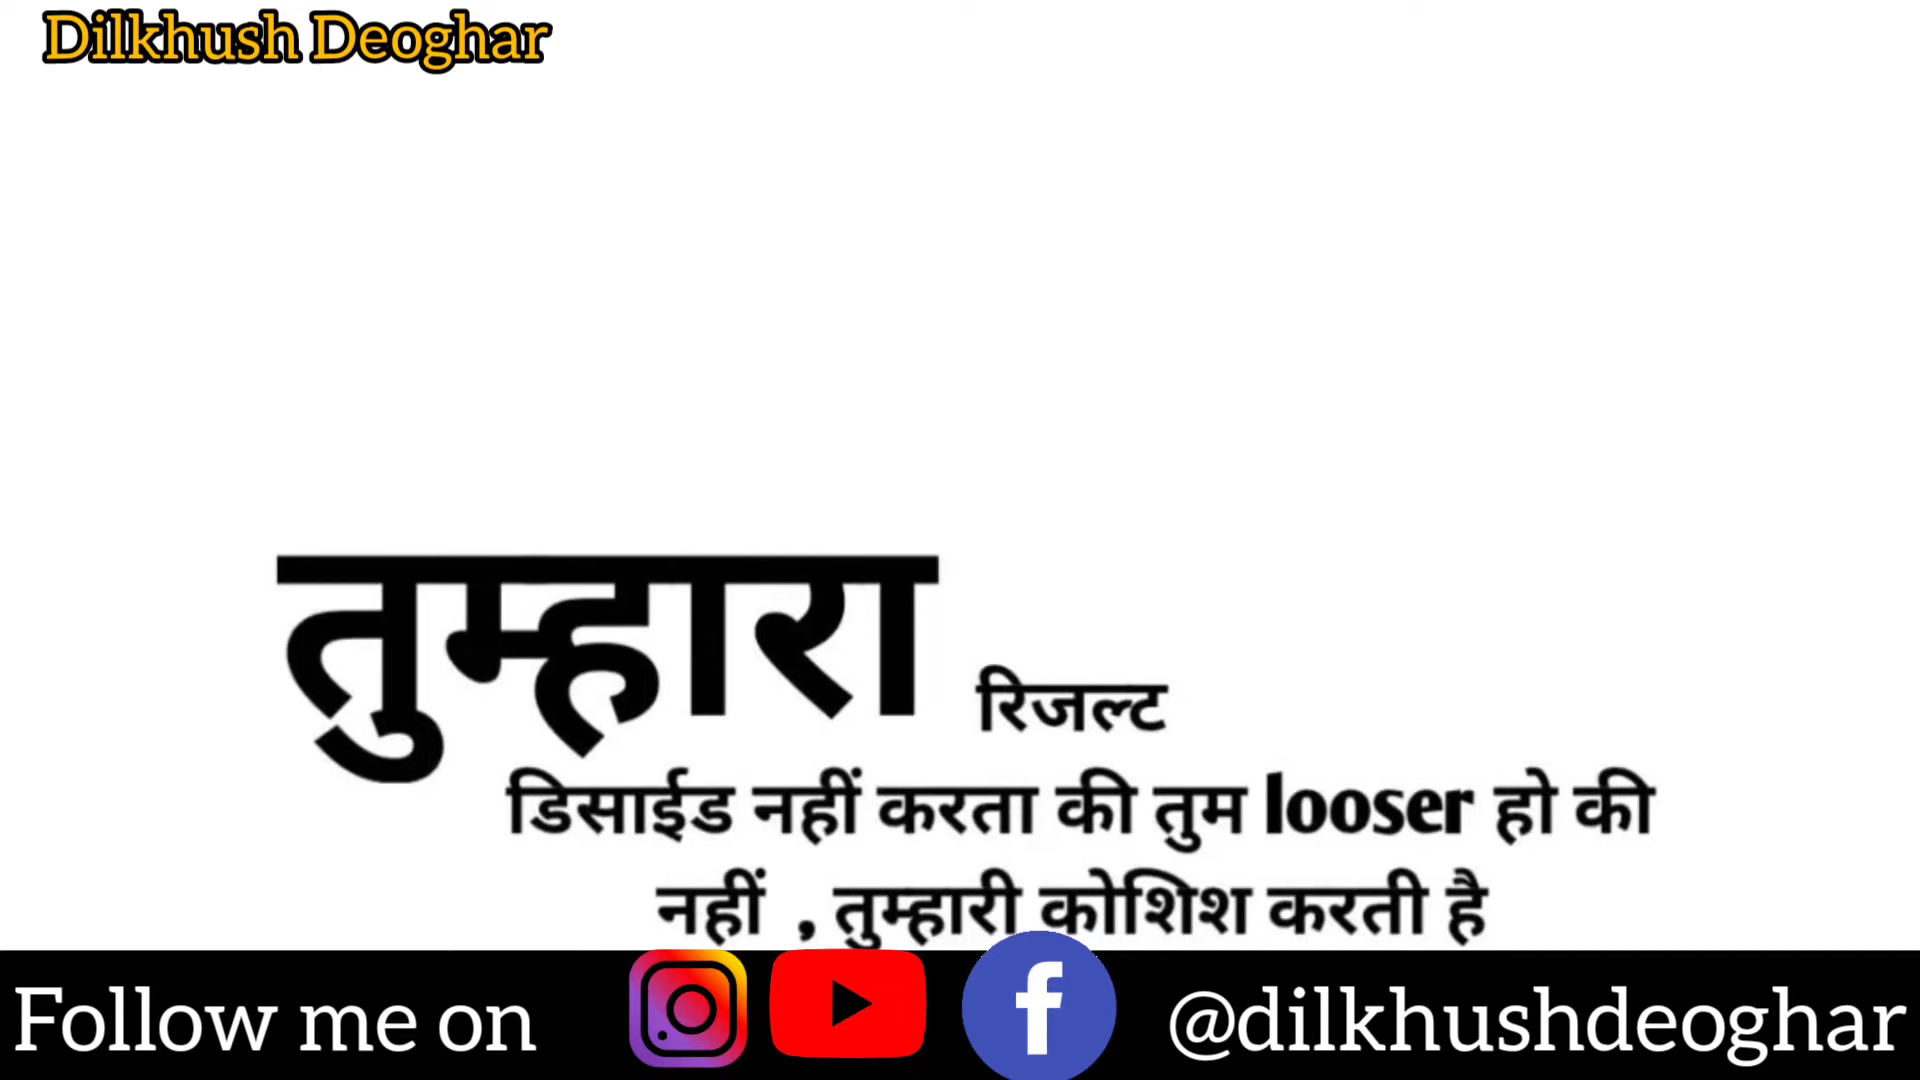 Dilkhush Deoghar
तुम्हारा रिजल्ट
डिसाईड नहीं करता की तुम looser हो की
नहीं , तुम्हारी कोशिश करती है
Follow me on @dilkhushdeoghar